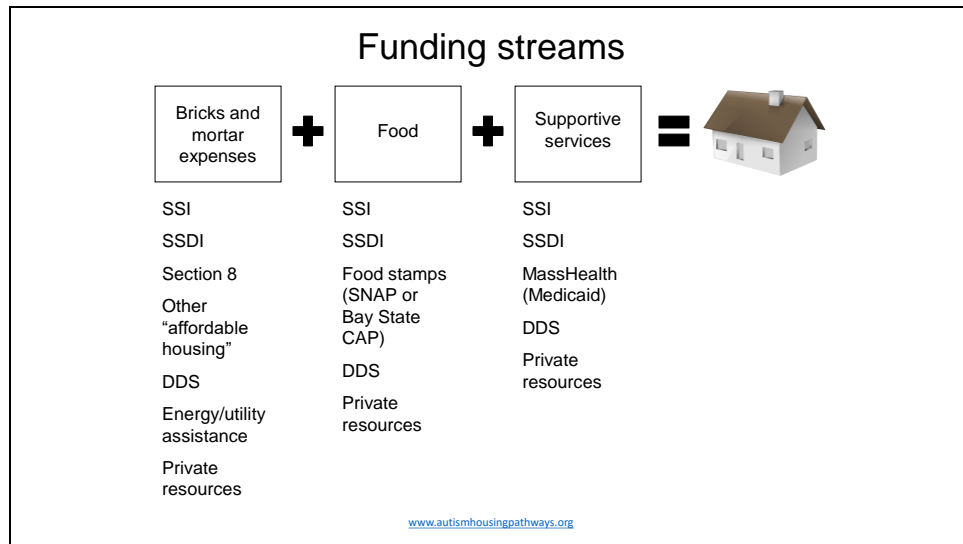 Funding streams
Bricks and
mortar
expenses
Food
Supportive
services
SSI
SSDI
Section 8
Other
“affordable
housing”
DDS
Energy/utility
assistance
Private
resources
SSI
SSDI
Food stamps
(SNAP or
Bay State
CAP)
DDS
Private
resources
SSI
SSDI
MassHealth
(Medicaid)
DDS
Private
resources
www.autismhousingpathways.org